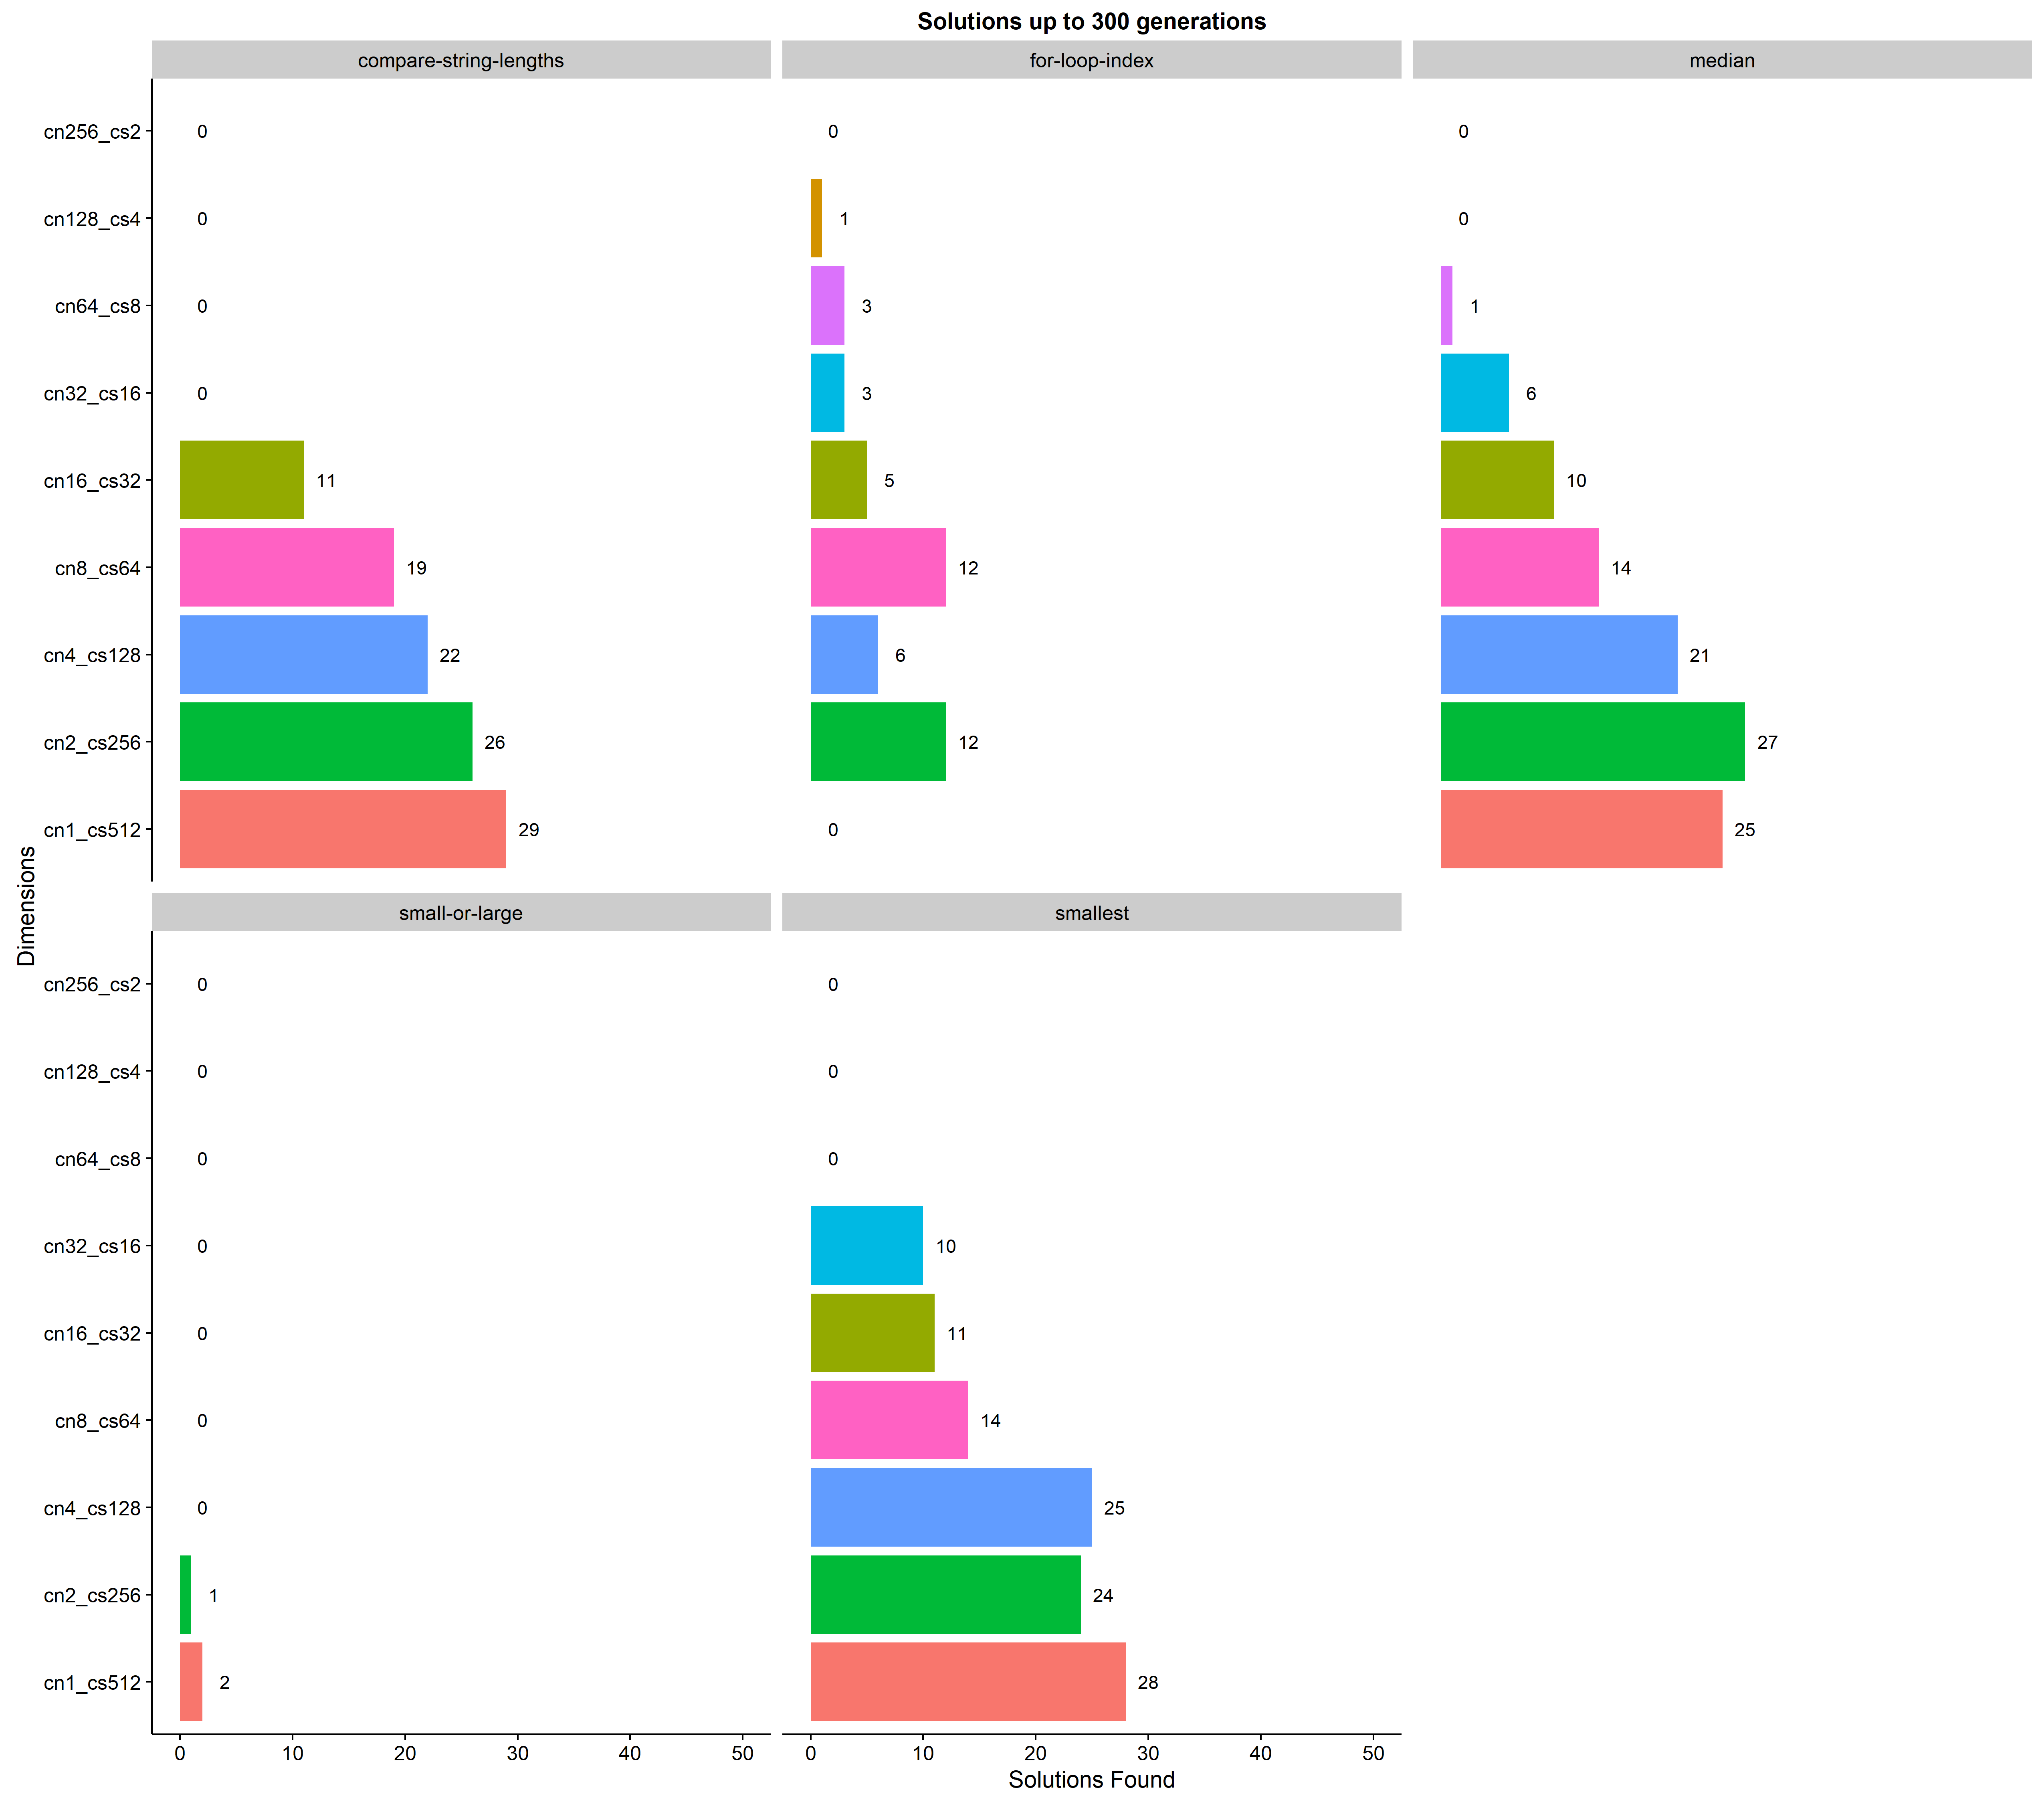 Solutions up to 300 generations
compare-string-lengths for-loop-index median
cn256_cs2 0 0 0
cn128_cs4 0 1 0
cn64_cs8 0 3 1
cn32_cs16 0 3 6
cn16_cs32 11 5 10
cn8_cs64 19 12 14
cn4_cs128 22 6 21
cn2_cs256 26 12 27
cn1_cs512 29 0 25
Dimensions
small-or-large smallest
cn256_cs2 0 0
cn128_cs4 0 0
cn64_cs8 0 0
cn32_cs16 0 10
cn16_cs32 0 11
cn8_cs64 0 14
cn4_cs128 0 25
cn2_cs256 1 24
cn1_cs512 2 28
0 10 20 30 40 50 0 10 20 30 40 50
Solutions Found